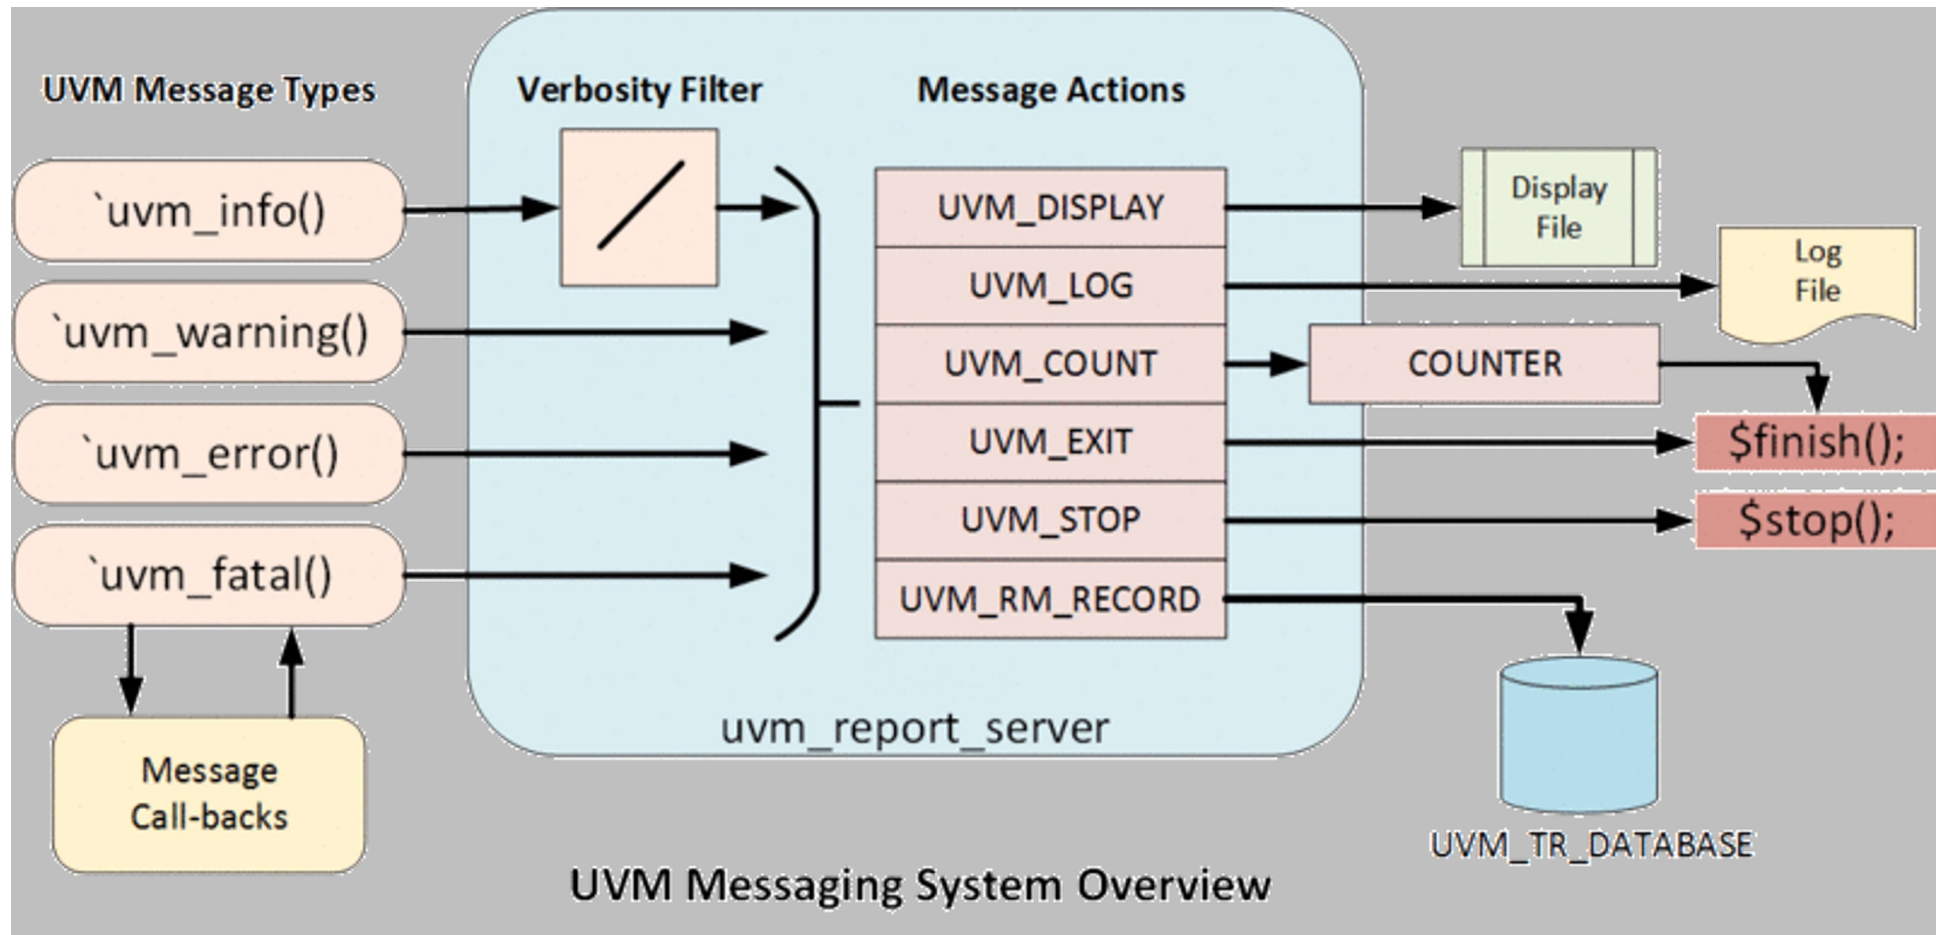 UVM Message Types
`uvm_info()
`uvm_warning()
`uvm_error()
`uvm_fatal()
Message
Call-backs
Verbosity Filter
Message Actions
UVM_DISPLAY
UVM_LOG
UVM_COUNT
UVM_EXIT
UVM_STOP
UVM_RM_RECORD
uvm_report_server
Display
File
Log
File
COUNTER
$finish();
$stop();
UVM_TR_DATABASE
UVM Messaging System Overview